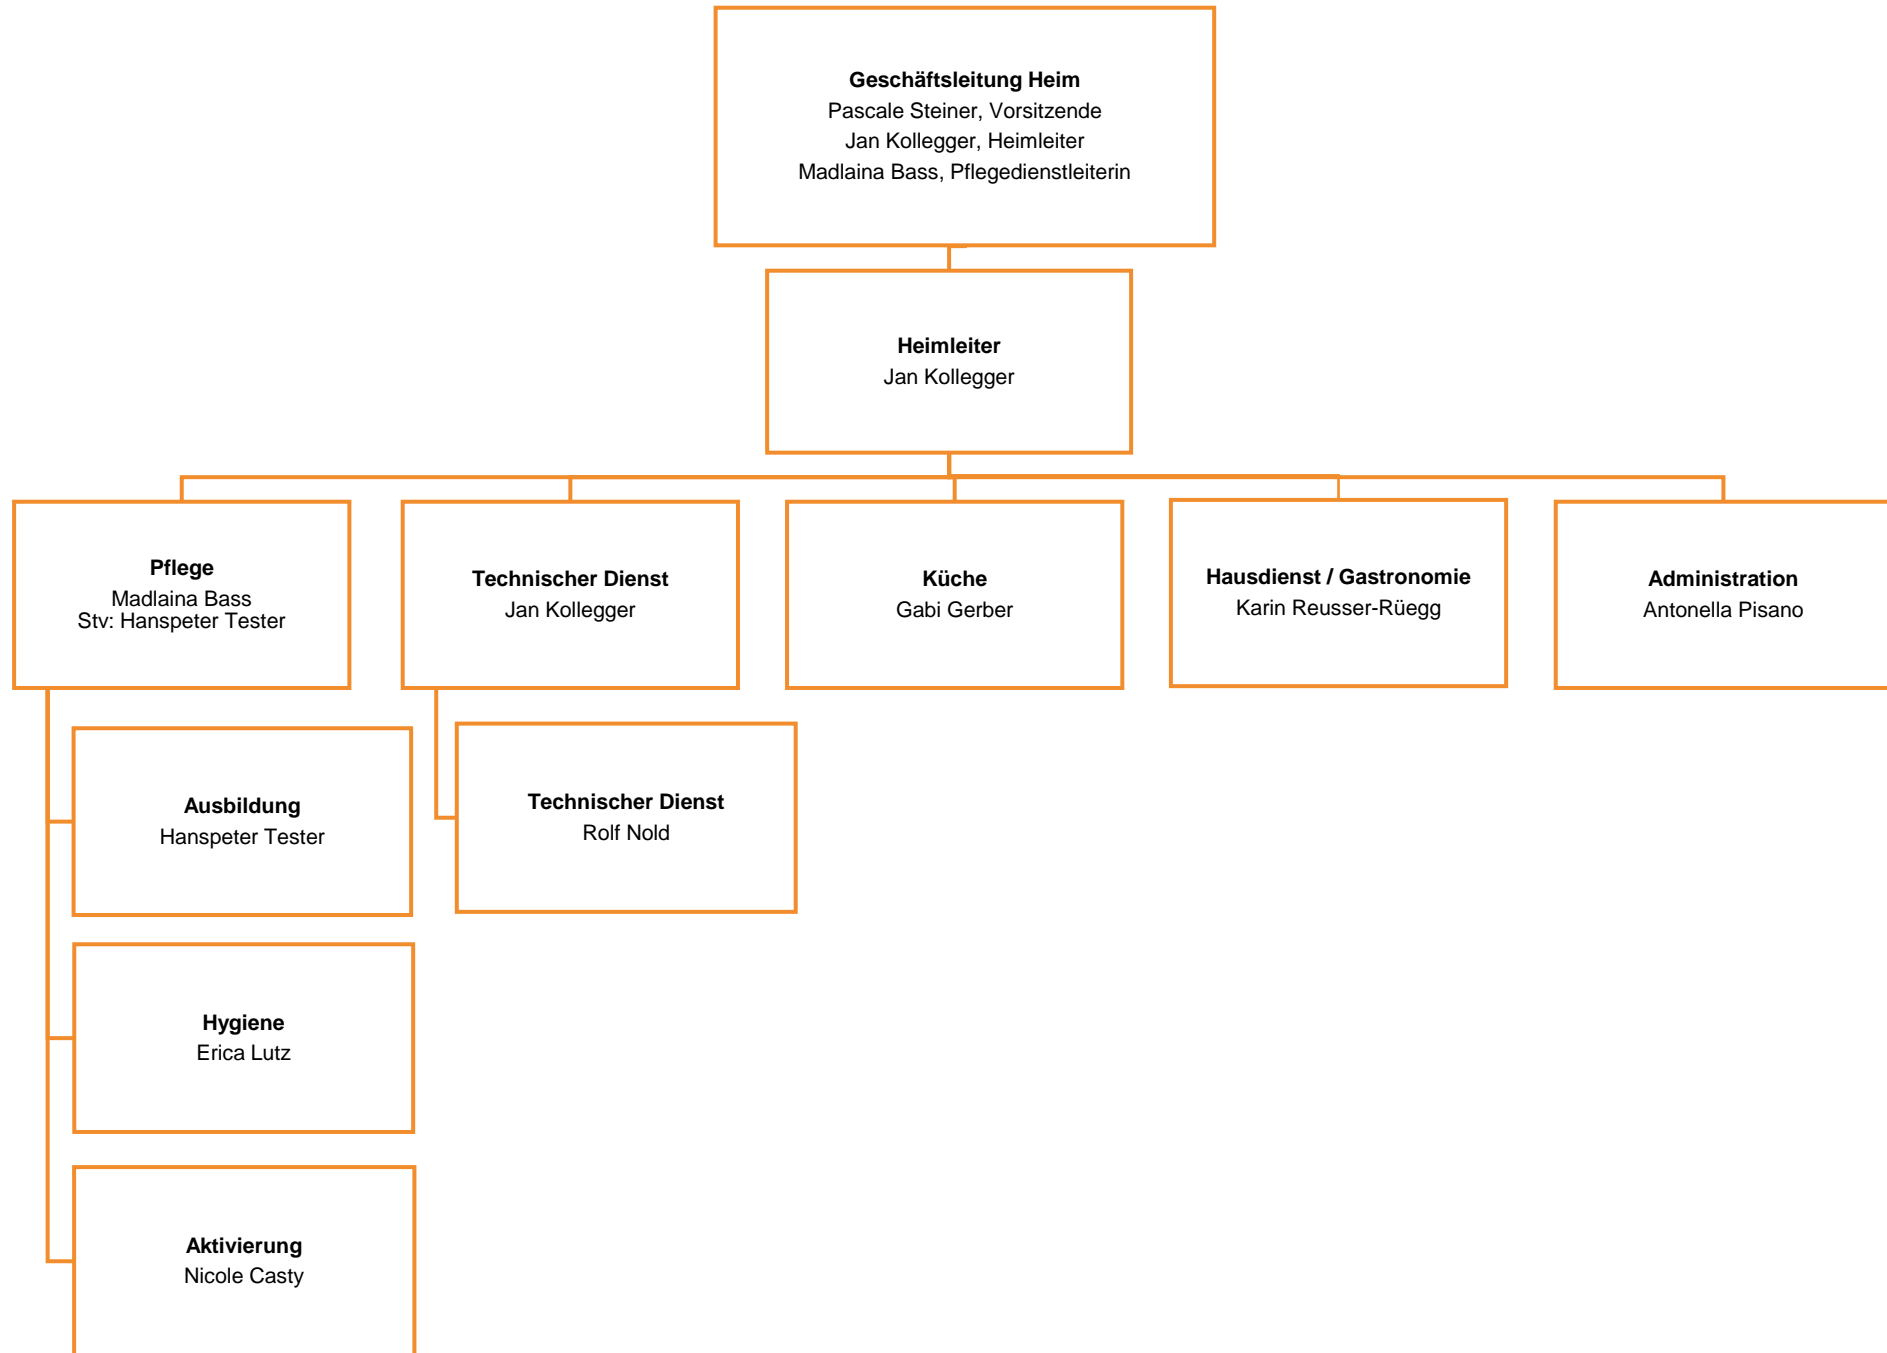 Geschäftsleitung Heim
Pascale Steiner, Vorsitzende
Jan Kollegger, Heimleiter
Madlaina Bass, Pflegedienstleiterin
Heimleiter
Jan Kollegger
Pflege
Madlaina Bass
Stv: Hanspeter Tester
Technischer Dienst
Jan Kollegger
Küche
Gabi Gerber
Hausdienst / Gastronomie
Karin Reusser-Rüegg
Administration
Antonella Pisano
Ausbildung
Hanspeter Tester
Technischer Dienst
Rolf Nold
Hygiene
Erica Lutz
Aktivierung
Nicole Casty